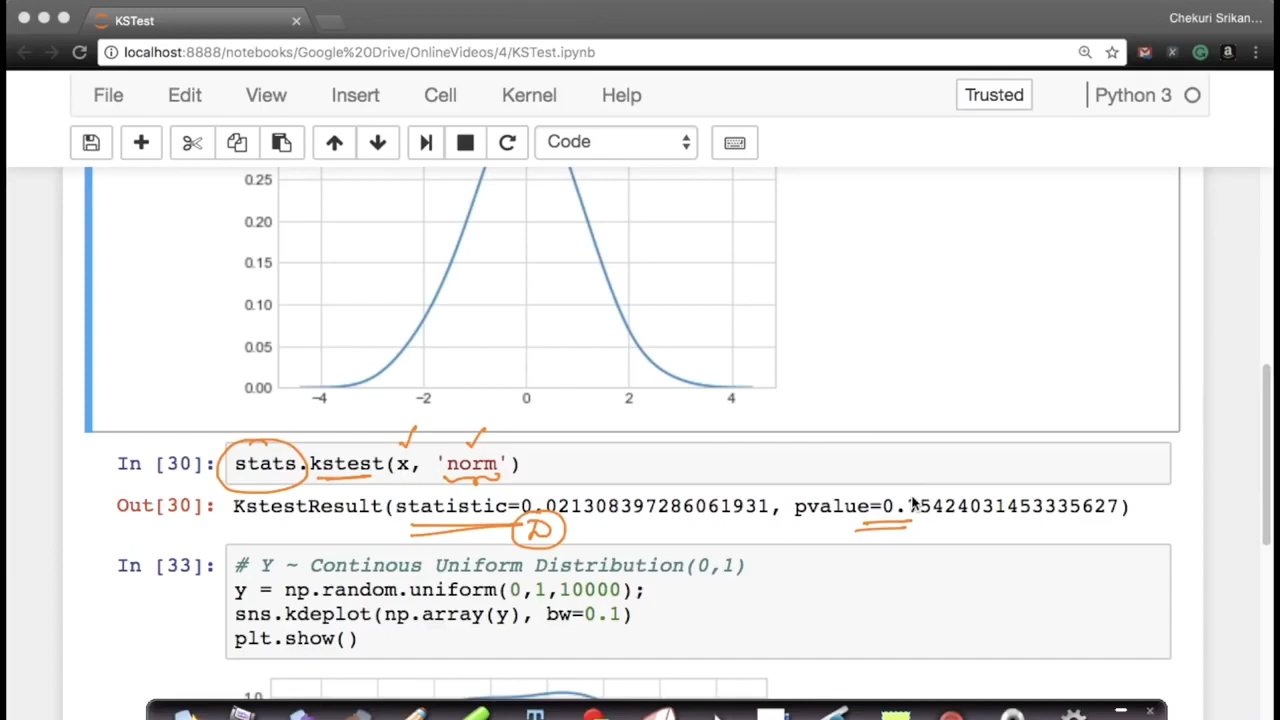 KSTest
Chekuri Srikan...
localhost:8888/notebooks/Google%20Drive/OnlineVideos/4/KSTest.ipynb
File Edit View Insert Cell Kernel Help Trusted Python 3
Code
0.25
0.20
0.15
0.10
0.05
0.00
-4 -2 0 2 4
In [30]: stats.kstest(x, 'norm')
Out[30]: KstestResult(statistic=0.021308397286061931, pvalue=
D
In [33]: # Y ~ Continous Uniform Distribution(0,1)
y = np.random.uniform(0,1,10000);
sns.kdeplot(np.array(y), bw=0.1)
plt.show()